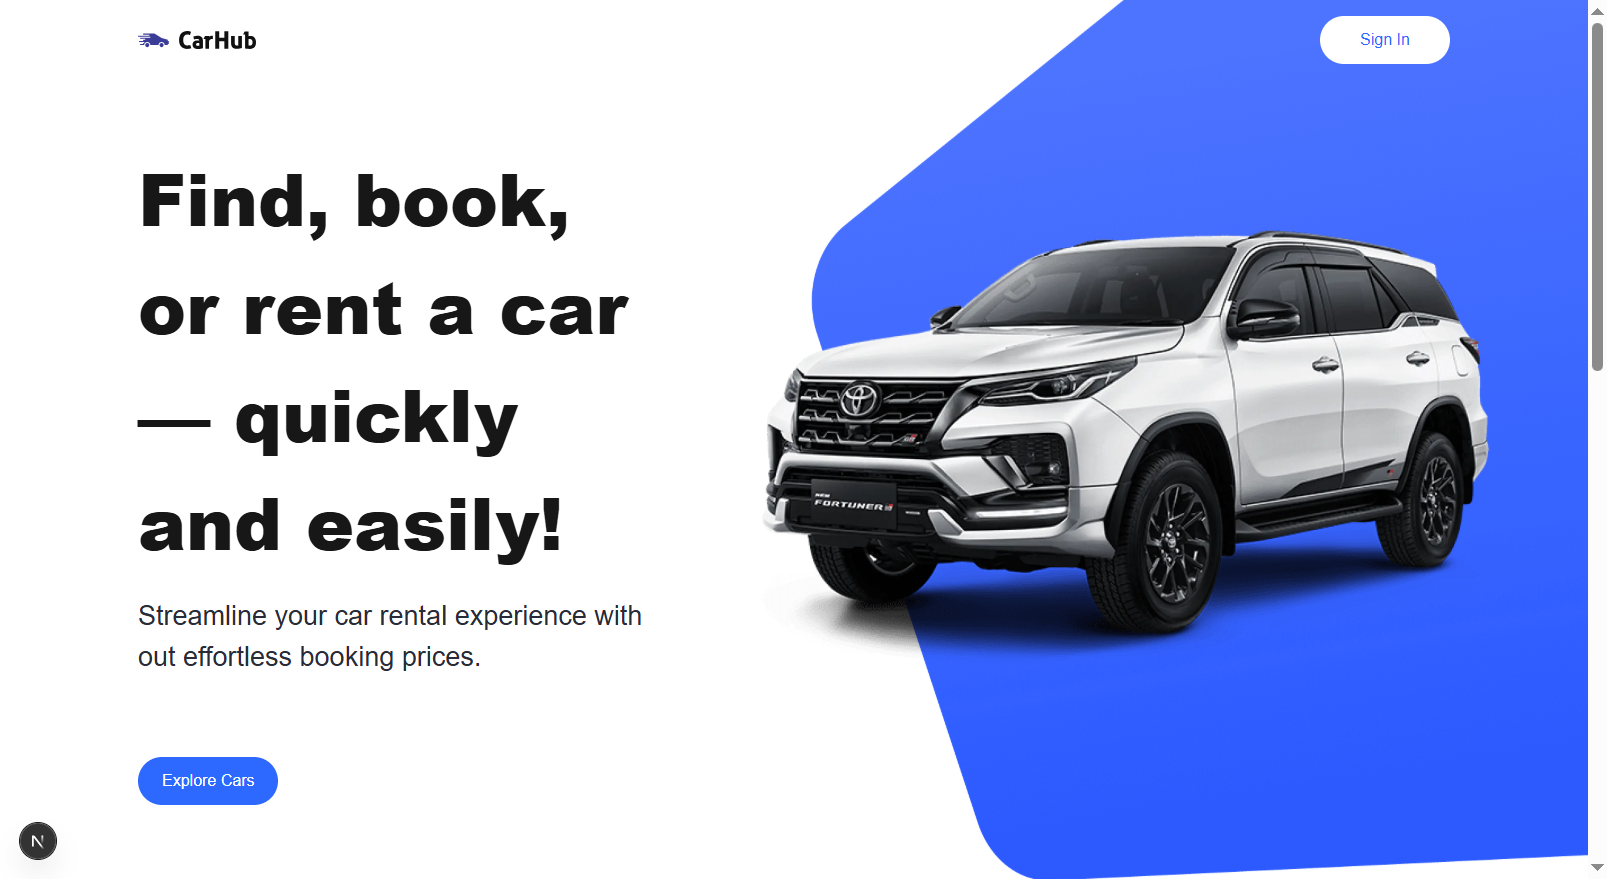 CarHub
Sign In
Find, book,
or rent a car
— quickly
and easily!
Streamline your car rental experience with
out effortless booking prices.
Explore Cars
NEW
FORTUNER
N